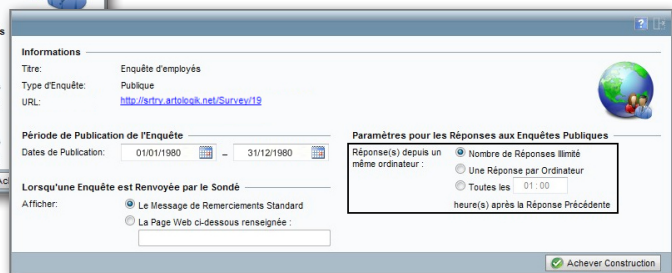 s
Informations
Titre: Enquête d'employés
Type d'Enquête: Publique
URL: http://srtry.artologik.net/Survey/19
Période de Publication de l'Enquête
Dates de Publication: 01/01/1980 – 31/12/1980
Lorsqu'une Enquête est Renvoyée par le Sondé
Afficher: Le Message de Remerciements Standard
La Page Web ci-dessous renseignée :
Paramètres pour les Réponses aux Enquêtes Publiques
Réponse(s) depuis un même ordinateur : Nombre de Réponses Illimité
Une Réponse par Ordinateur
Toutes les 01:00
heure(s) après la Réponse Précédente
Ac
Achever Construction